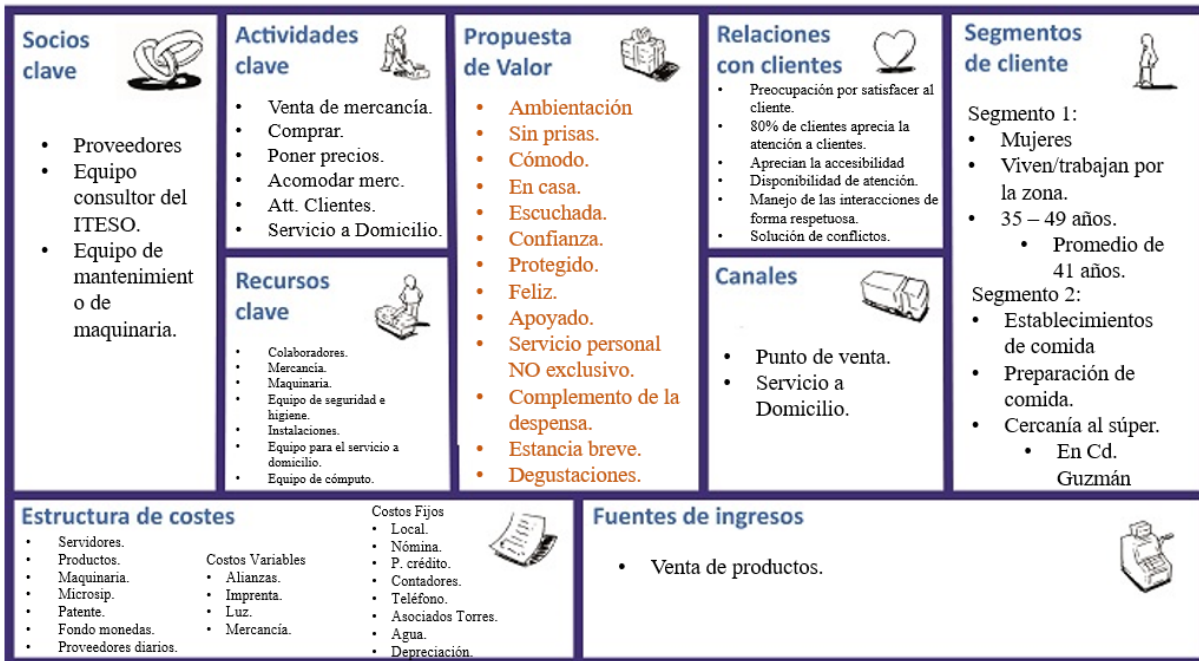 Socios
clave
• Proveedores
• Equipo
consultor del
ITESO.
• Equipo de
mantenimient
o de
maquinaria.
Actividades
clave
• Venta de mercancía.
• Comprar.
• Poner precios.
• Acomodar merc.
• Att. Clientes.
• Servicio a Domicilio.
Recursos
clave
• Colaboradores.
• Mercancía.
• Maquinaria.
• Equipo de seguridad e
higiene.
• Instalaciones.
• Equipo para el servicio a
domicilio.
• Equipo de cómputo.
Propuesta
de Valor
• Ambientación
• Sin prisas.
• Cómodo.
• En casa.
• Escuchada.
• Confianza.
• Protegido.
• Feliz.
• Apoyado.
• Servicio personal
NO exclusivo.
• Complemento de la
despensa.
• Estancia breve.
• Degustaciones.
Relaciones
con clientes
• Preocupación por satisfacer al
cliente.
• 80% de clientes aprecia la
atención a clientes.
• Aprecian la accesibilidad
• Disponibilidad de atención.
• Manejo de las interacciones de
forma respetuosa.
• Solución de conflictos.
Canales
• Punto de venta.
• Servicio a
Domicilio.
Segmentos
de cliente
Segmento 1:
• Mujeres
• Viven/trabajan por
la zona.
• 35 – 49 años.
• Promedio de
41 años.
Segmento 2:
• Establecimientos
de comida
• Preparación de
comida.
• Cercanía al súper.
• En Cd.
Guzmán
Estructura de costes
• Servidores.
• Productos.
• Maquinaria.
• Microsip.
• Patente.
• Fondo monedas.
• Proveedores diarios.
Costos Variables
• Alianzas.
• Imprenta.
• Luz.
• Mercancía.
Costos Fijos
• Local.
• Nómina.
• P. crédito.
• Contadores.
• Teléfono.
• Asociados Torres.
• Agua.
• Depreciación.
Fuentes de ingresos
• Venta de productos.